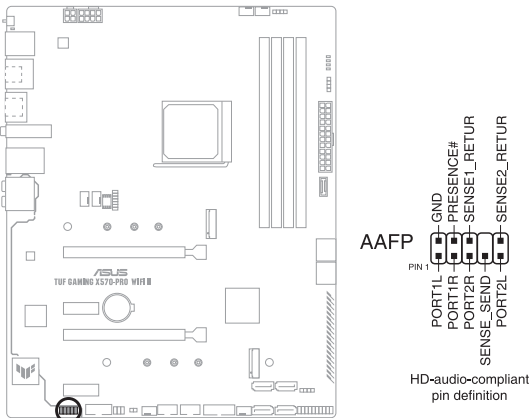 ASUS
TUF GAMING X570-PRO WIFI II
AAFP
PIN 1
GND
PRESENCE#
SENSE1_RETUR
SENSE2_RETUR
PORT1L
PORT1R
PORT2R
SENSE_SEND
PORT2L
HD-audio-compliant
pin definition